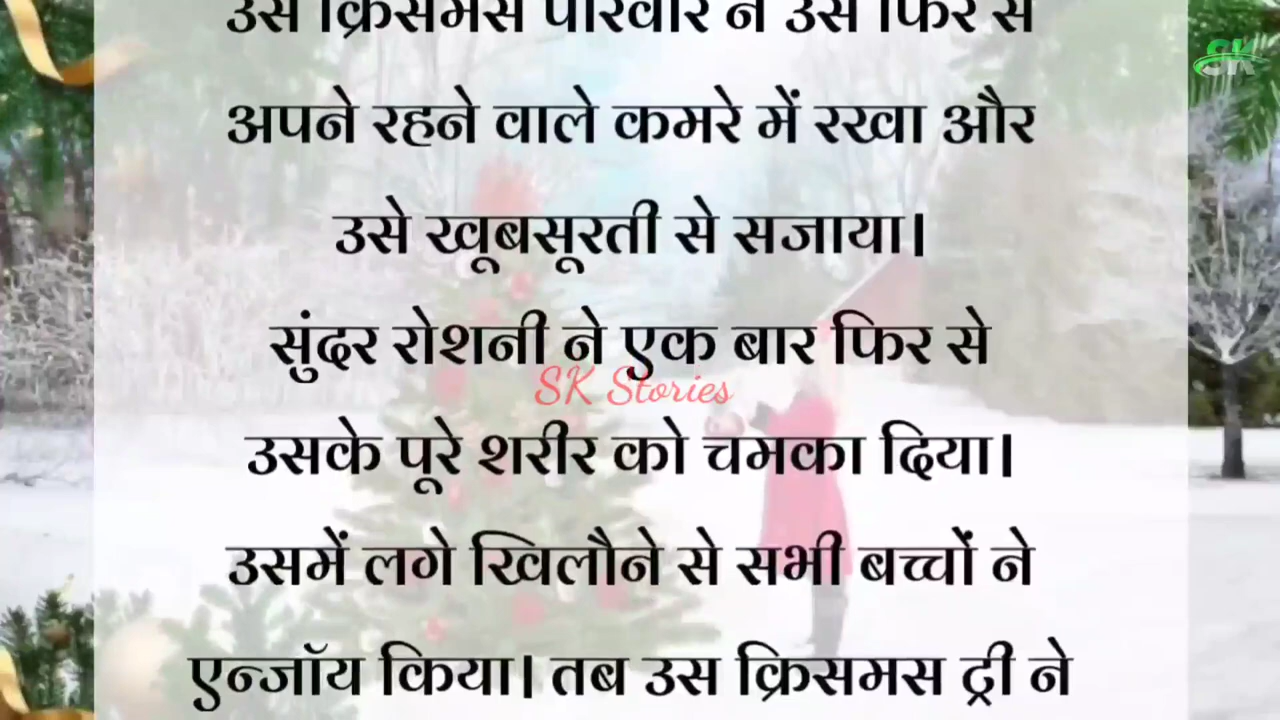 उस क्रिसमस परिवार ने उसे फिर से
SK
अपने रहने वाले कमरे में रखा और
उसे खूबसूरती से सजाया।
सुंदर रोशनी ने एक बार फिर से
SK Stories
उसके पूरे शरीर को चमका दिया।
उसमें लगे खिलौने से सभी बच्चों ने
एन्जॉय किया। तब उस क्रिसमस ट्री ने